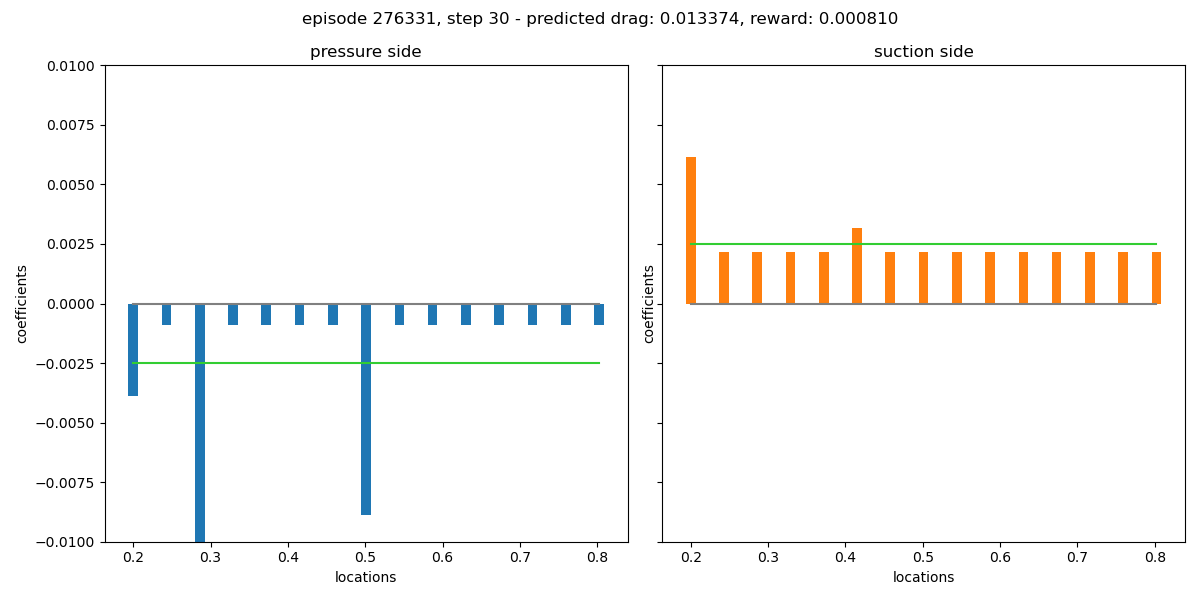 episode 276331, step 30 - predicted drag: 0.013374, reward: 0.000810
pressure side
suction side
0.0100
0.0075
0.0050
0.0025
0.0000
−0.0025
−0.0050
−0.0075
−0.0100
coefficients
coefficients
0.2 0.3 0.4 0.5 0.6 0.7 0.8
0.2 0.3 0.4 0.5 0.6 0.7 0.8
locations
locations